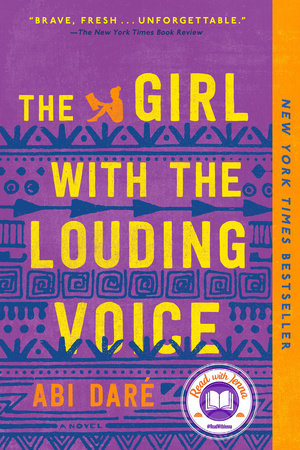 “BRAVE, FRESH ... UNFORGETTABLE.”
—The New York Times Book Review
THE GIRL
WITH THE
LOUDING
VOICE
ABI DARÉ
A NOVEL
Read with Jenna
#ReadWithJenna
NEW YORK TIMES BESTSELLER